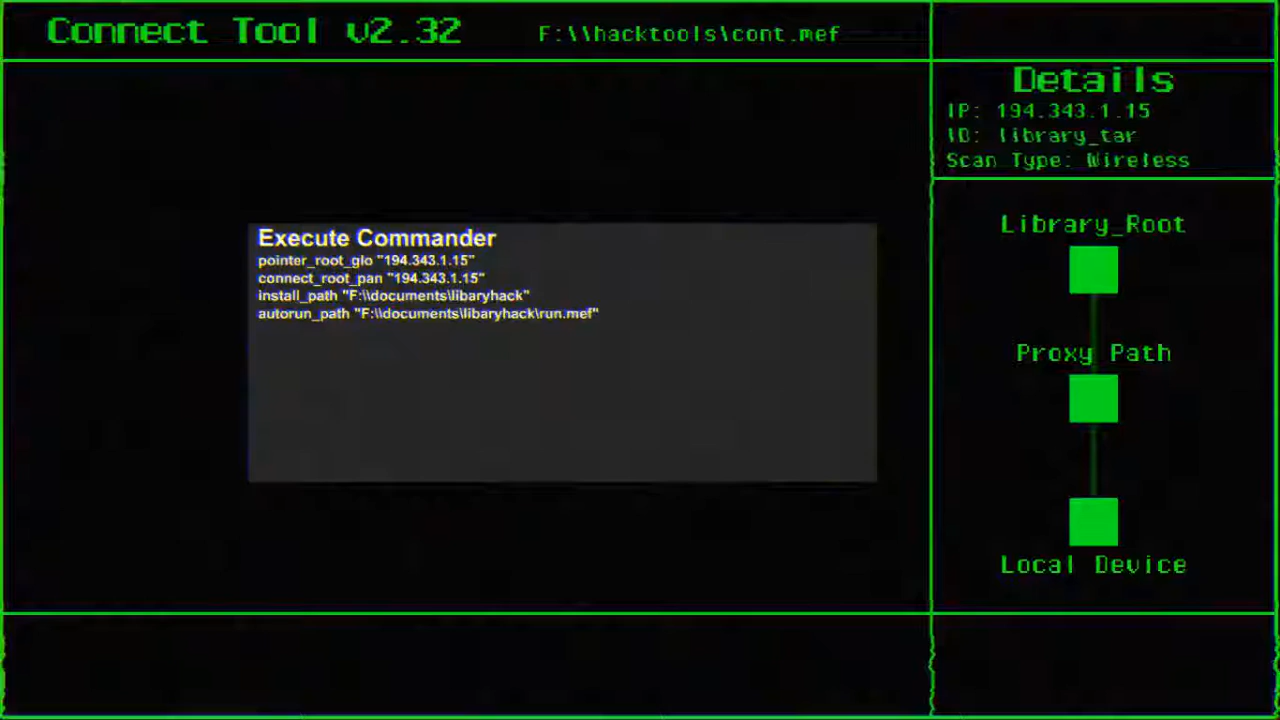 Connect Tool v2.32
F:\\hacktools\cont.mef
Details
IP: 194.343.1.15
ID: library_tar
Scan Type: Wireless
Execute Commander
pointer_root_glo "194.343.1.15"
connect_root_pan "194.343.1.15"
install_path "F:\\documents\libaryhack"
autorun_path "F:\\documents\libaryhack\run.mef"
Library_Root
Proxy Path
Local Device